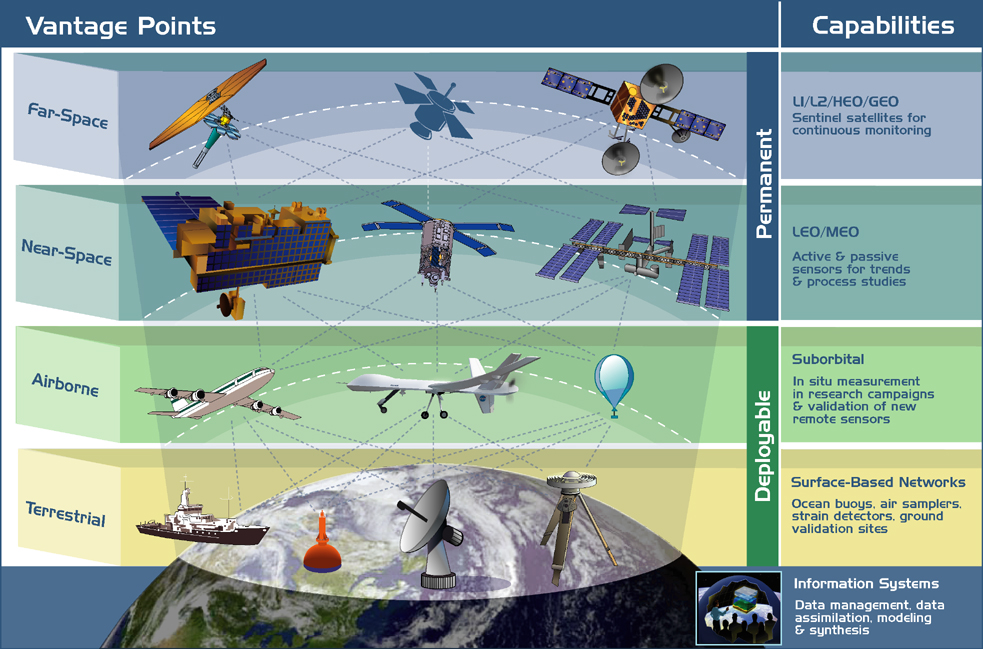 Vantage Points
Capabilities
Far-Space
Permanent
L1/L2/HEO/GEO
Sentinel satellites for
continuous monitoring
Near-Space
LEO/MEO
Active & passive
sensors for trends
& process studies
Airborne
Deployable
Suborbital
In situ measurement
in research campaigns
& validation of new
remote sensors
Terrestrial
Surface-Based Networks
Ocean buoys, air samplers,
strain detectors, ground
validation sites
Information Systems
Data management, data
assimilation, modeling
& synthesis